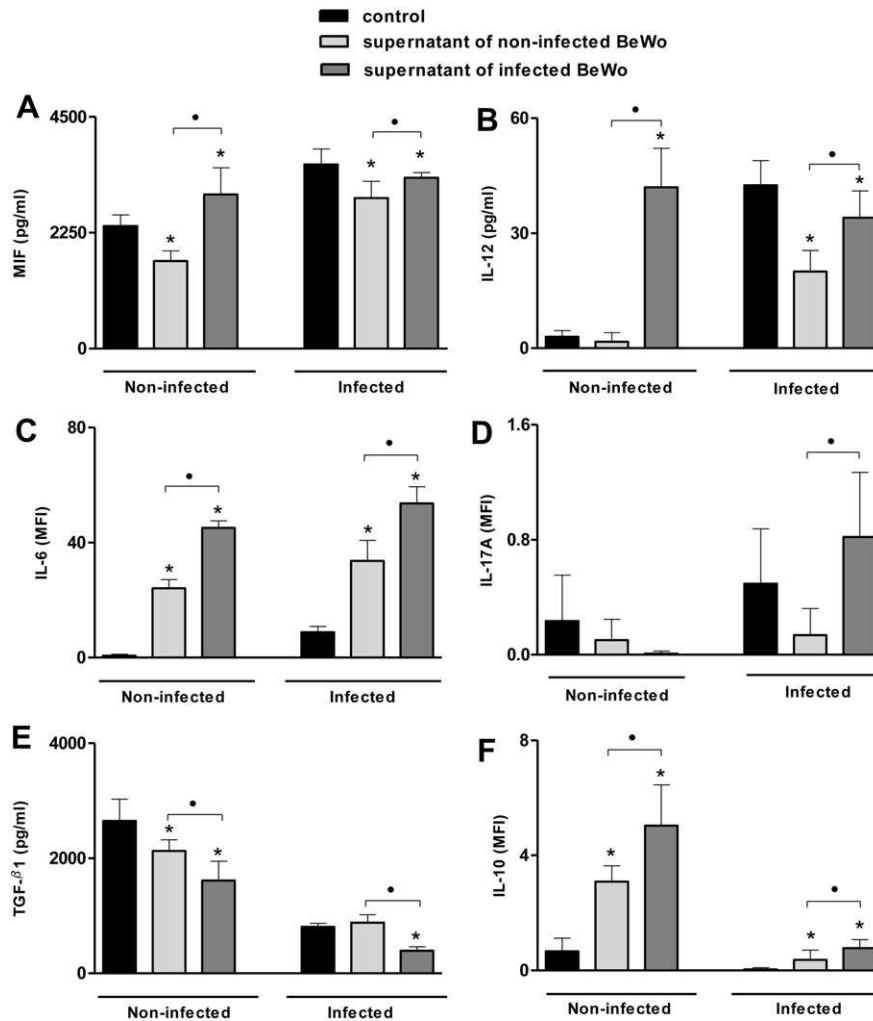 control
supernatant of non-infected BeWo
supernatant of infected BeWo
A
MIF (pg/ml)
4500
2250
0
* * * *
Non-infected Infected
B
IL-12 (pg/ml)
60
30
0
* * *
Non-infected Infected
C
IL-6 (MFI)
80
40
0
* * * *
Non-infected Infected
D
IL-17A (MFI)
1.6
0.8
0.0
Non-infected Infected
E
TGF-β1 (pg/ml)
4000
2000
0
* * *
Non-infected Infected
F
IL-10 (MFI)
8
4
0
* * * *
Non-infected Infected